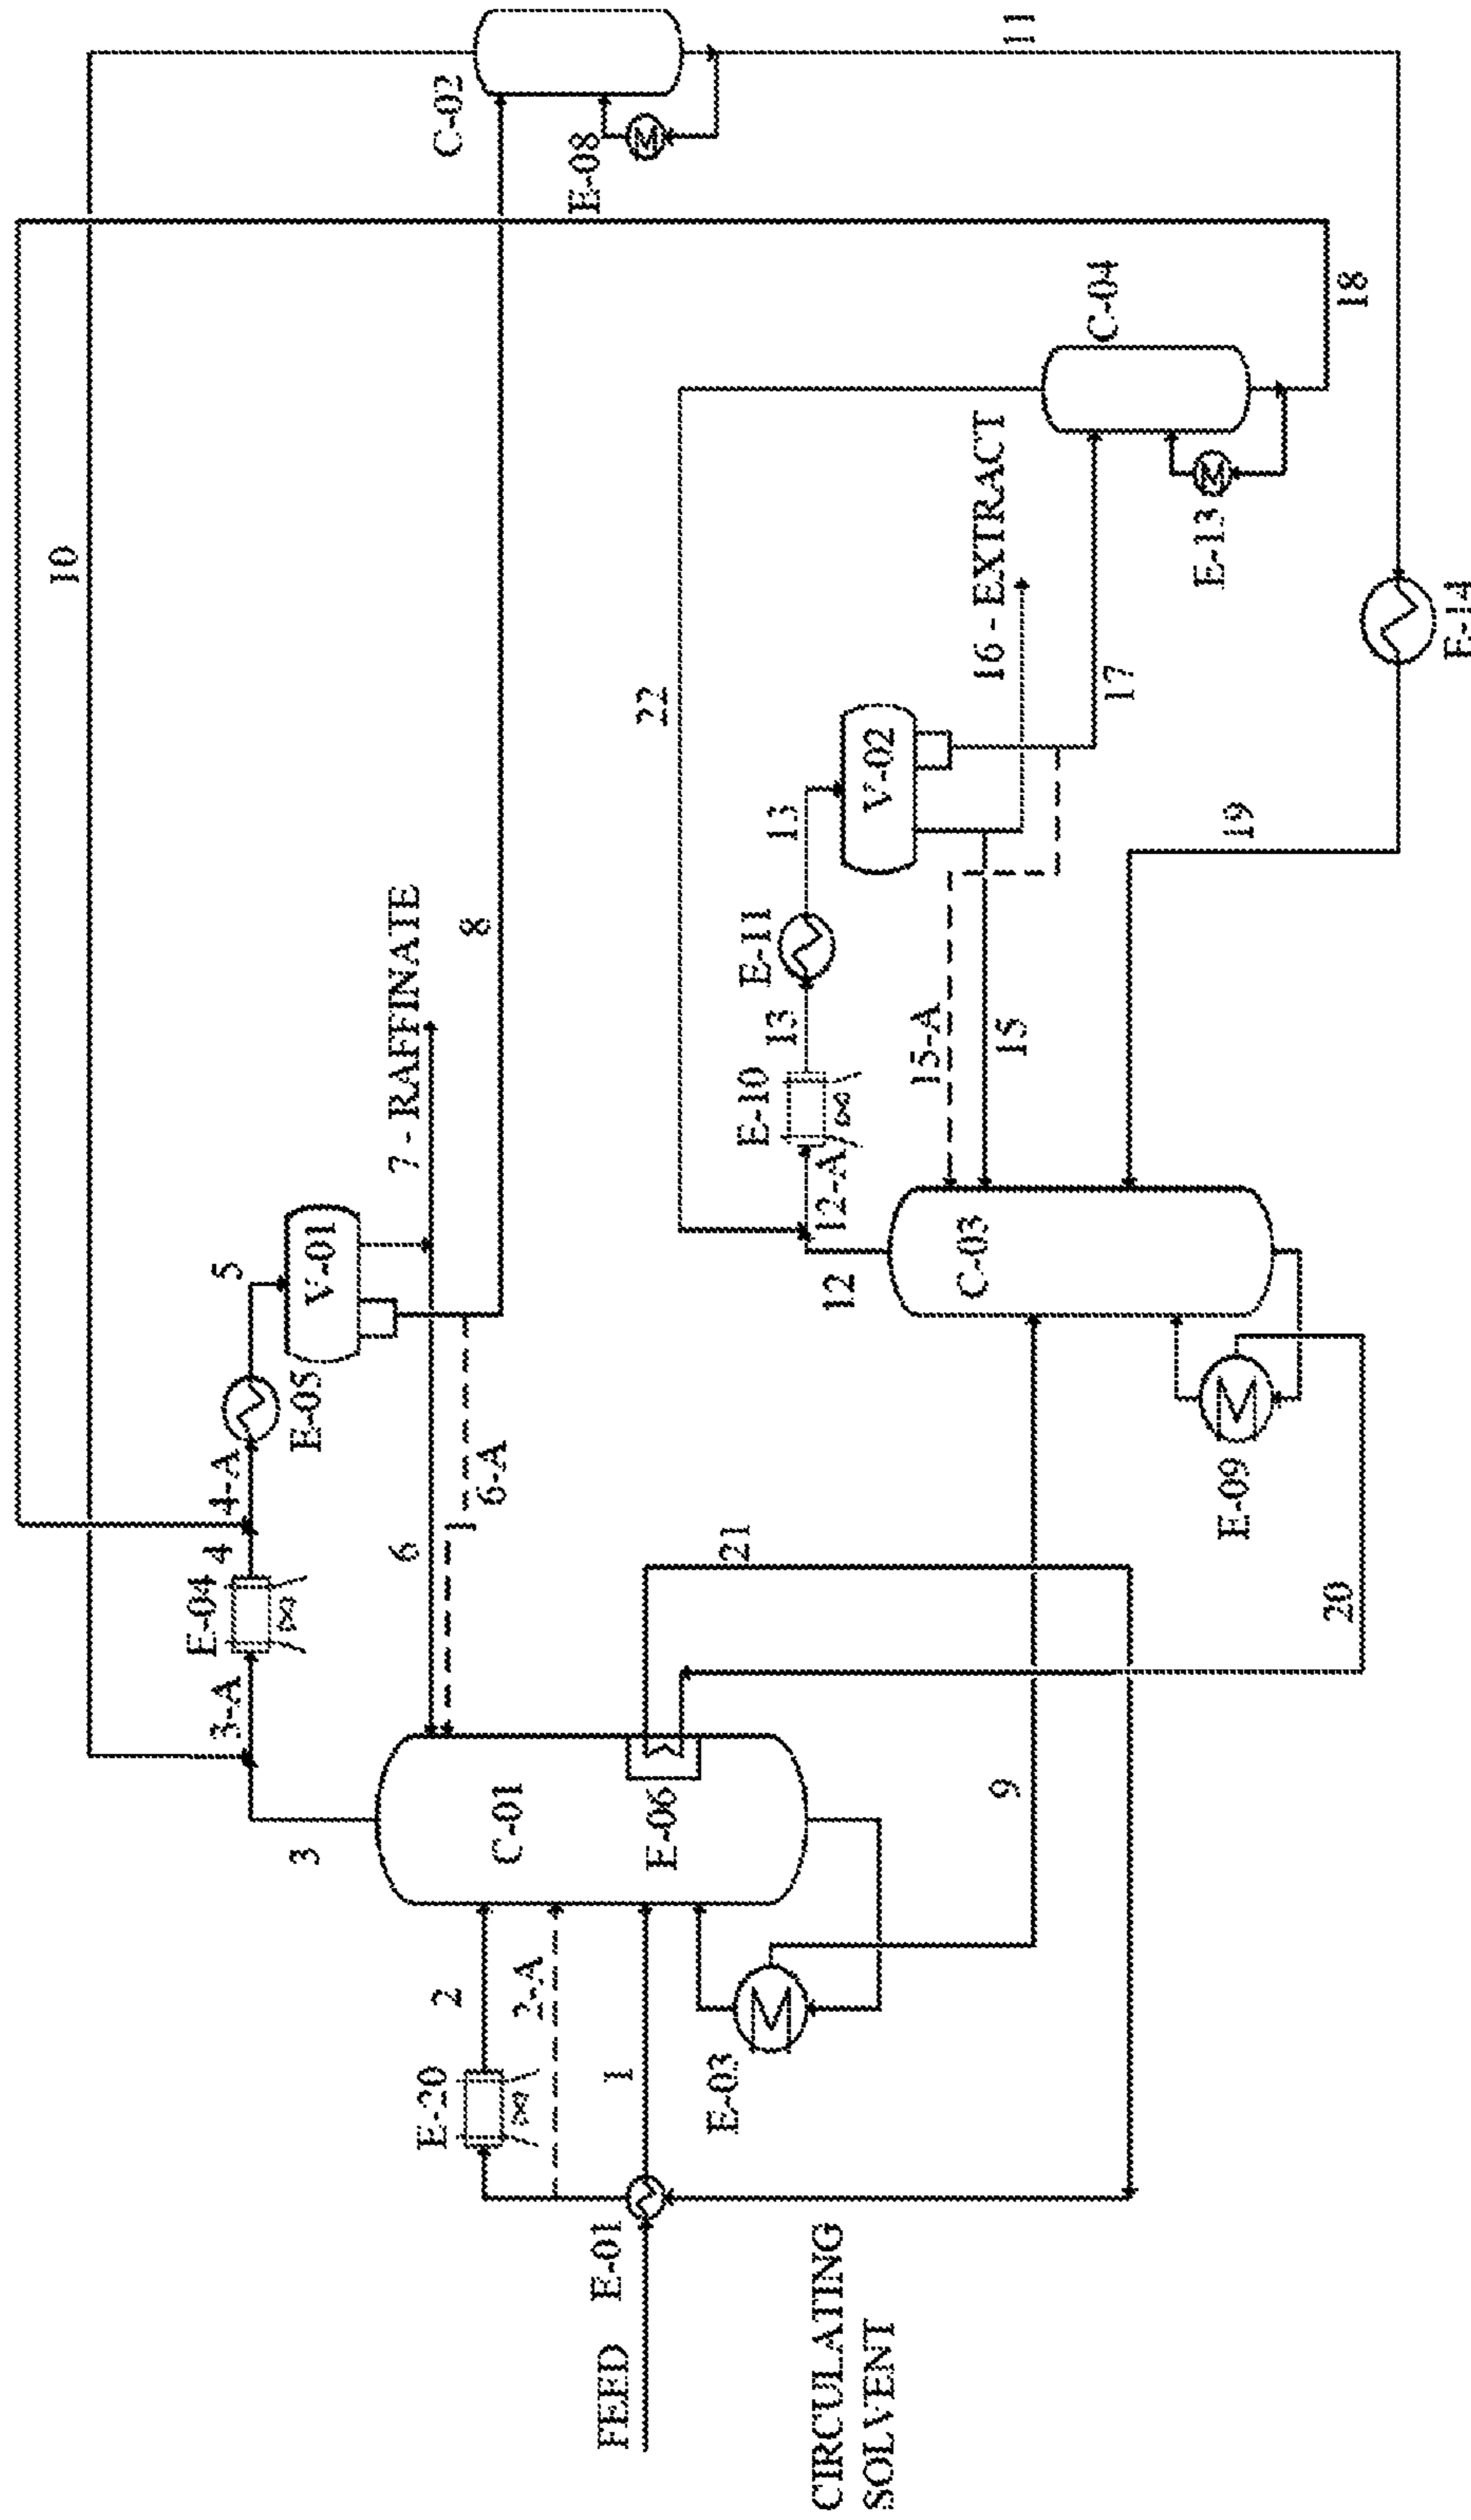 10
E-04
3-A
4
4-A
5
3
E-05
V-01
6
7 - RAFFINATE
E-20
2
C-02
8
6-A
C-01
2-A
E-08
FEED
E-01
1
E-06
22
E-03
21
E-10
E-11
13
13
CIRCULATING
SOLVENT
12-A
12
V-02
15-A
C-03
16 - EXTRACT
9
15
11
C-04
17
E-13
E-09
19
20
18
E-14